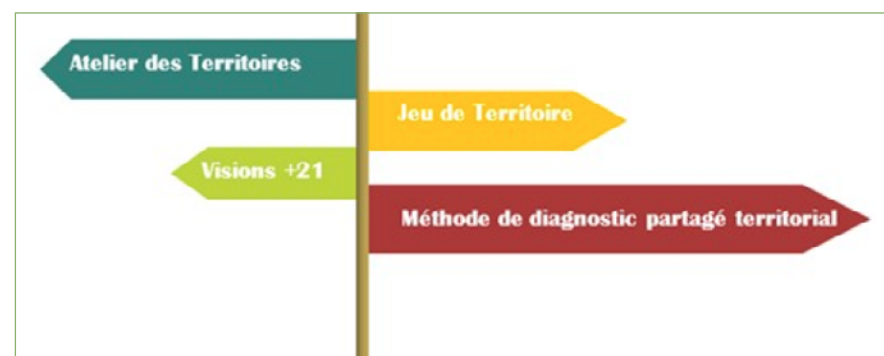 Atelier des Territoires
Jeu de Territoire
Visions +21
Méthode de diagnostic partagé territorial